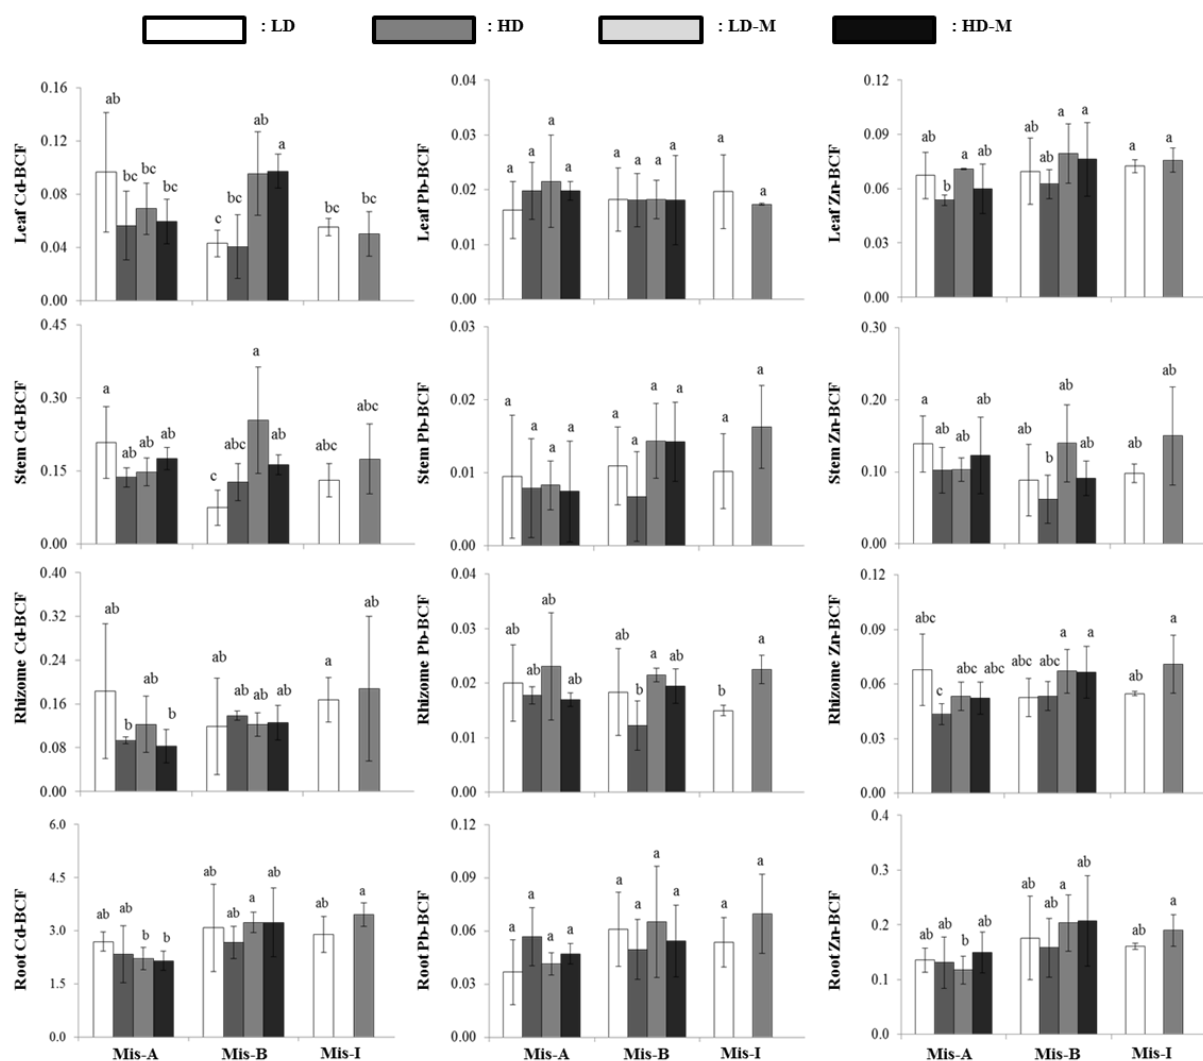 : LD : HD : LD-M : HD-M
Leaf Cd-BCF
0.16
0.12
0.08
0.04
0.00
ab
bc
bc
bc
c
bc
ab
a
bc
bc
Leaf Pb-BCF
0.04
0.03
0.02
0.01
0.00
a
a
a
a
a
a
a
a
a
a
Leaf Zn-BCF
0.12
0.09
0.06
0.03
0.00
ab
b
a
ab
ab
ab
a
a
a
a
Stem Cd-BCF
0.45
0.30
0.15
0.00
a
ab
ab
ab
c
abc
a
ab
abc
abc
Stem Pb-BCF
0.03
0.02
0.01
0.00
a
a
a
a
a
a
a
a
a
a
Stem Zn-BCF
0.30
0.20
0.10
0.00
a
ab
ab
ab
ab
b
ab
ab
ab
ab
Rhizome Cd-BCF
0.40
0.32
0.24
0.16
0.08
0.00
ab
b
ab
b
ab
ab
ab
ab
a
ab
Rhizome Pb-BCF
0.04
0.03
0.02
0.01
0.00
ab
ab
ab
ab
ab
b
a
ab
b
a
Rhizome Zn-BCF
0.12
0.09
0.06
0.03
0.00
abc
c
abc
abc
abc
abc
a
ab
ab
a
Root Cd-BCF
6.0
4.5
3.0
1.5
0.0
ab
ab
b
b
ab
ab
a
ab
ab
a
Mis-A Mis-B Mis-I
Root Pb-BCF
0.12
0.09
0.06
0.03
0.00
a
a
a
a
a
a
a
a
a
a
Mis-A Mis-B Mis-I
Root Zn-BCF
0.4
0.3
0.2
0.1
0.0
ab
ab
b
ab
ab
ab
a
ab
ab
a
Mis-A Mis-B Mis-I